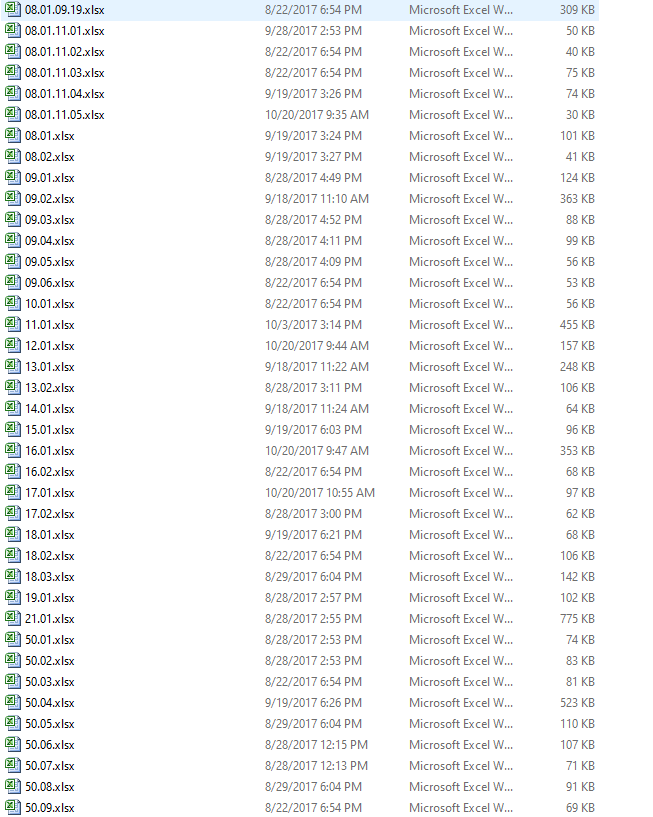 08.01.09.19.xlsx 8/22/2017 6:54 PM Microsoft Excel W... 309 KB
08.01.11.01.xlsx 9/28/2017 2:53 PM Microsoft Excel W... 50 KB
08.01.11.02.xlsx 8/22/2017 6:54 PM Microsoft Excel W... 40 KB
08.01.11.03.xlsx 8/22/2017 6:54 PM Microsoft Excel W... 75 KB
08.01.11.04.xlsx 9/19/2017 3:26 PM Microsoft Excel W... 74 KB
08.01.11.05.xlsx 10/20/2017 9:35 AM Microsoft Excel W... 30 KB
08.01.xlsx 9/19/2017 3:24 PM Microsoft Excel W... 101 KB
08.02.xlsx 9/19/2017 3:27 PM Microsoft Excel W... 41 KB
09.01.xlsx 8/28/2017 4:49 PM Microsoft Excel W... 124 KB
09.02.xlsx 9/18/2017 11:10 AM Microsoft Excel W... 363 KB
09.03.xlsx 8/28/2017 4:52 PM Microsoft Excel W... 88 KB
09.04.xlsx 8/28/2017 4:11 PM Microsoft Excel W... 99 KB
09.05.xlsx 8/28/2017 4:09 PM Microsoft Excel W... 56 KB
09.06.xlsx 8/22/2017 6:54 PM Microsoft Excel W... 53 KB
10.01.xlsx 8/22/2017 6:54 PM Microsoft Excel W... 56 KB
11.01.xlsx 10/3/2017 3:14 PM Microsoft Excel W... 455 KB
12.01.xlsx 10/20/2017 9:44 AM Microsoft Excel W... 157 KB
13.01.xlsx 9/18/2017 11:22 AM Microsoft Excel W... 248 KB
13.02.xlsx 8/28/2017 3:11 PM Microsoft Excel W... 106 KB
14.01.xlsx 9/18/2017 11:24 AM Microsoft Excel W... 64 KB
15.01.xlsx 9/19/2017 6:03 PM Microsoft Excel W... 96 KB
16.01.xlsx 10/20/2017 9:47 AM Microsoft Excel W... 353 KB
16.02.xlsx 8/22/2017 6:54 PM Microsoft Excel W... 68 KB
17.01.xlsx 10/20/2017 10:55 AM Microsoft Excel W... 97 KB
17.02.xlsx 8/28/2017 3:00 PM Microsoft Excel W... 62 KB
18.01.xlsx 9/19/2017 6:21 PM Microsoft Excel W... 68 KB
18.02.xlsx 8/22/2017 6:54 PM Microsoft Excel W... 106 KB
18.03.xlsx 8/29/2017 6:04 PM Microsoft Excel W... 142 KB
19.01.xlsx 8/28/2017 2:57 PM Microsoft Excel W... 102 KB
21.01.xlsx 8/28/2017 2:55 PM Microsoft Excel W... 775 KB
50.01.xlsx 8/28/2017 2:53 PM Microsoft Excel W... 74 KB
50.02.xlsx 8/28/2017 2:53 PM Microsoft Excel W... 83 KB
50.03.xlsx 8/22/2017 6:54 PM Microsoft Excel W... 81 KB
50.04.xlsx 9/19/2017 6:26 PM Microsoft Excel W... 523 KB
50.05.xlsx 8/29/2017 6:04 PM Microsoft Excel W... 110 KB
50.06.xlsx 8/28/2017 12:15 PM Microsoft Excel W... 107 KB
50.07.xlsx 8/28/2017 12:13 PM Microsoft Excel W... 71 KB
50.08.xlsx 8/29/2017 6:04 PM Microsoft Excel W... 91 KB
50.09.xlsx 8/22/2017 6:54 PM Microsoft Excel W... 69 KB